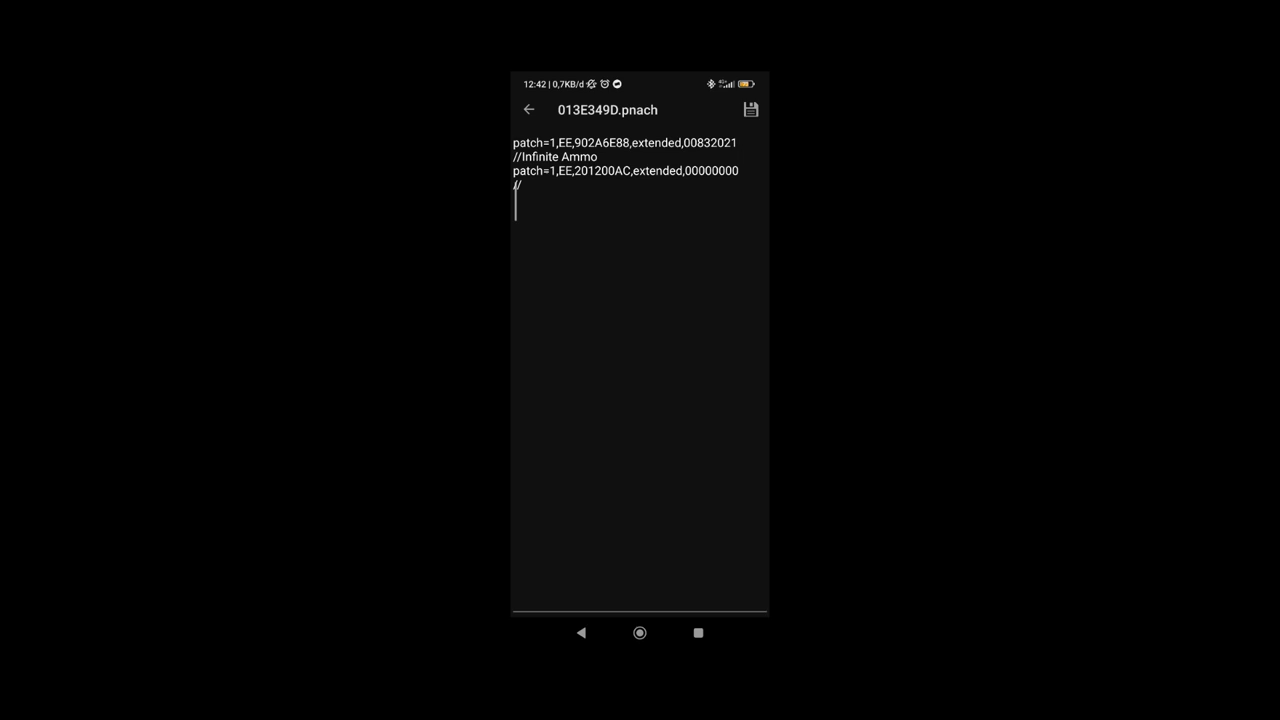 12:42 | 0,7KB/d
4G+
013E349D.pnach
patch=1,EE,902A6E88,extended,00832021
//Infinite Ammo
patch=1,EE,201200AC,extended,00000000
//